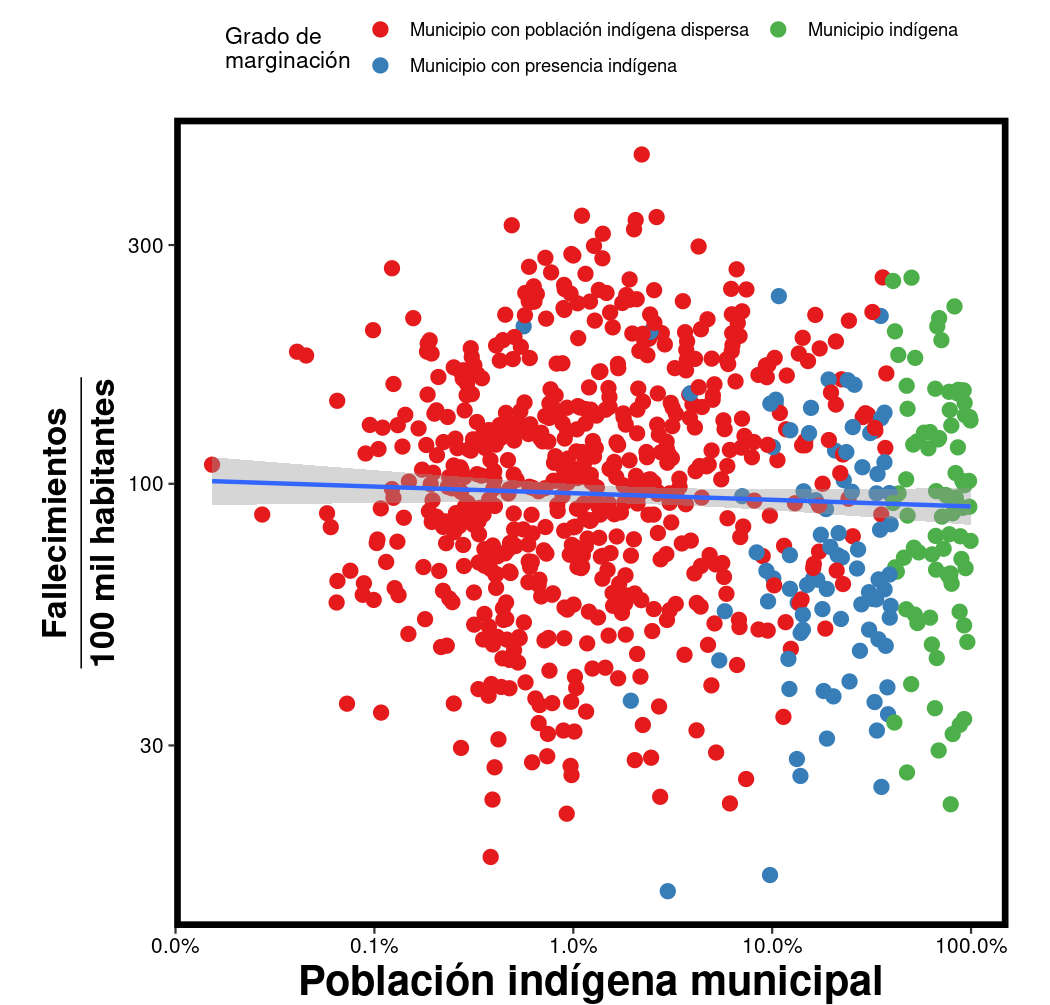 Grado de
marginación
Municipio con población indígena dispersa
Municipio indígena
Municipio con presencia indígena
Fallecimientos
100 mil habitantes
300
100
30
0.0%
0.1%
1.0%
10.0%
100.0%
Población indígena municipal